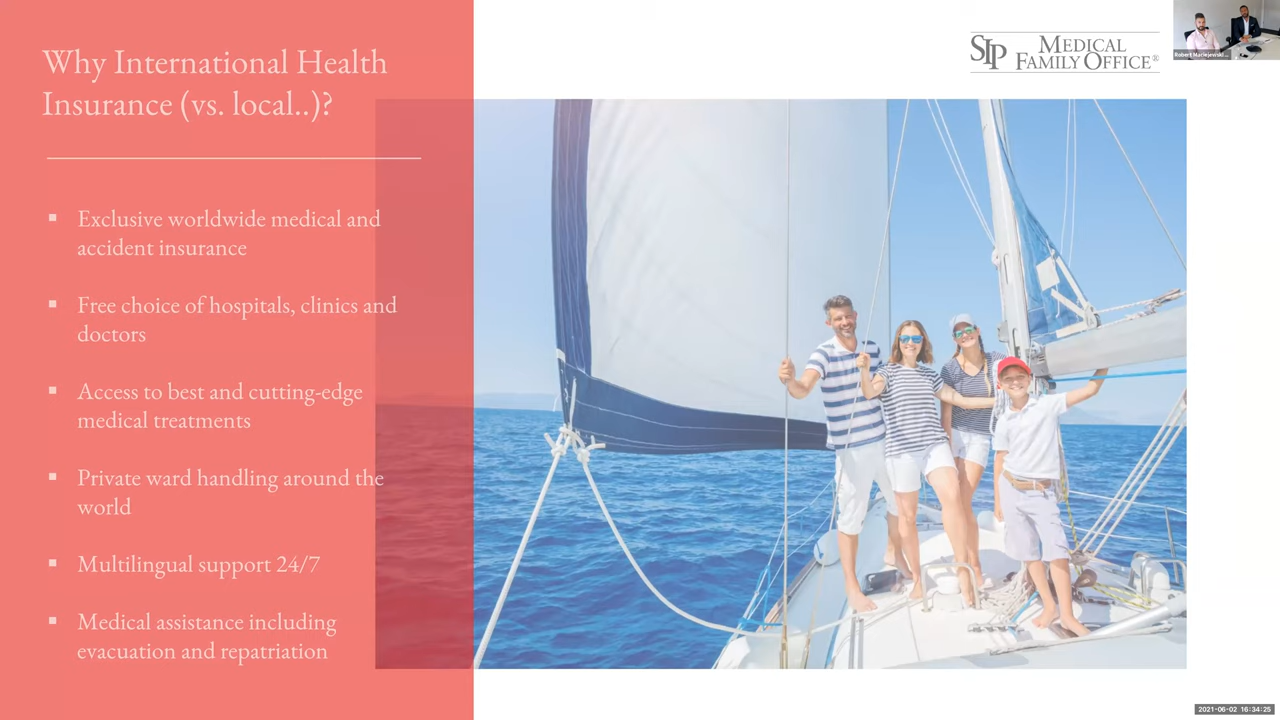 Why International Health
Insurance (vs. local..)?
▪ Exclusive worldwide medical and
accident insurance
▪ Free choice of hospitals, clinics and
doctors
▪ Access to best and cutting-edge
medical treatments
▪ Private ward handling around the
world
▪ Multilingual support 24/7
▪ Medical assistance including
evacuation and repatriation
SIP MEDICAL
FAMILY OFFICE®
Robert Maciejewski ...
2021-06-02 16:34:25